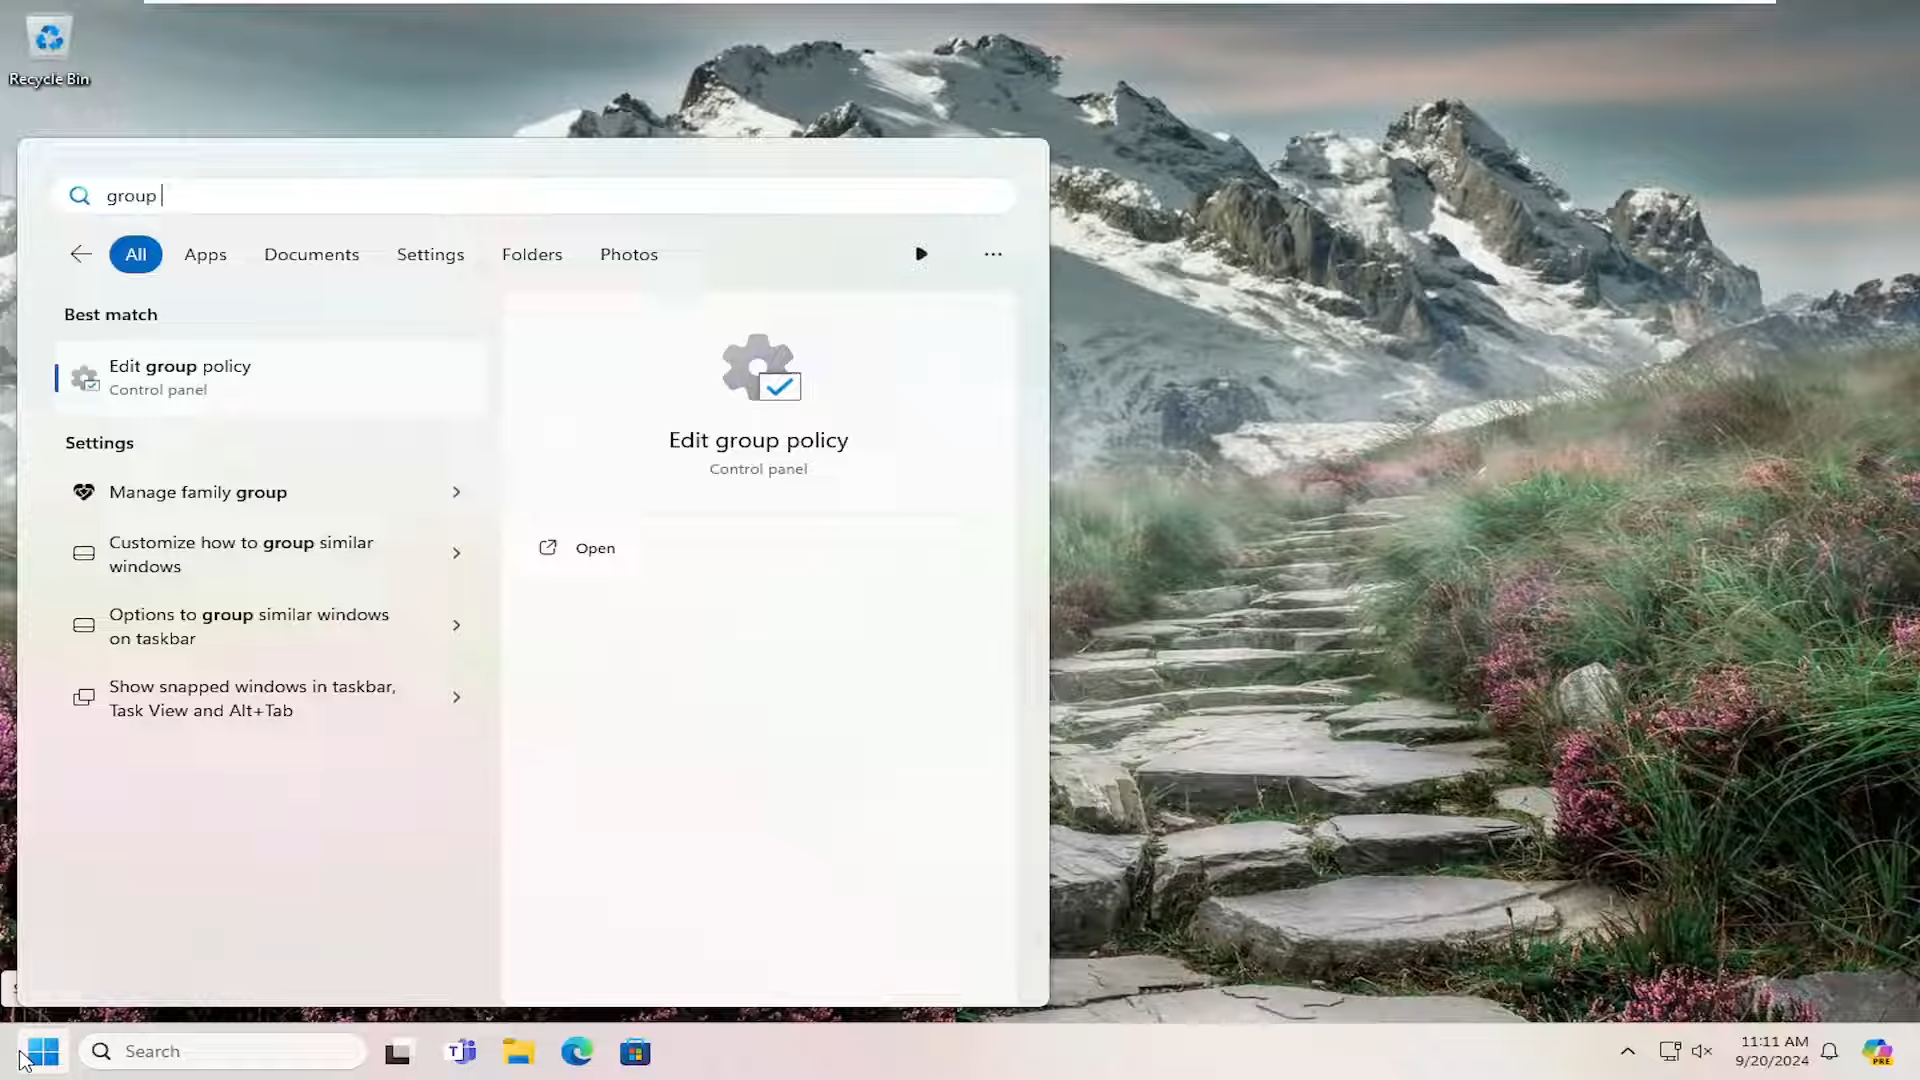 Recycle Bin
group
All
Apps
Documents
Settings
Folders
Photos
Best match
Edit group policy
Control panel
Settings
Manage family group
Customize how to group similar
windows
Options to group similar windows
on taskbar
Show snapped windows in taskbar,
Task View and Alt+Tab
Edit group policy
Control panel
Open
Search
11:11 AM
9/20/2024
PRE